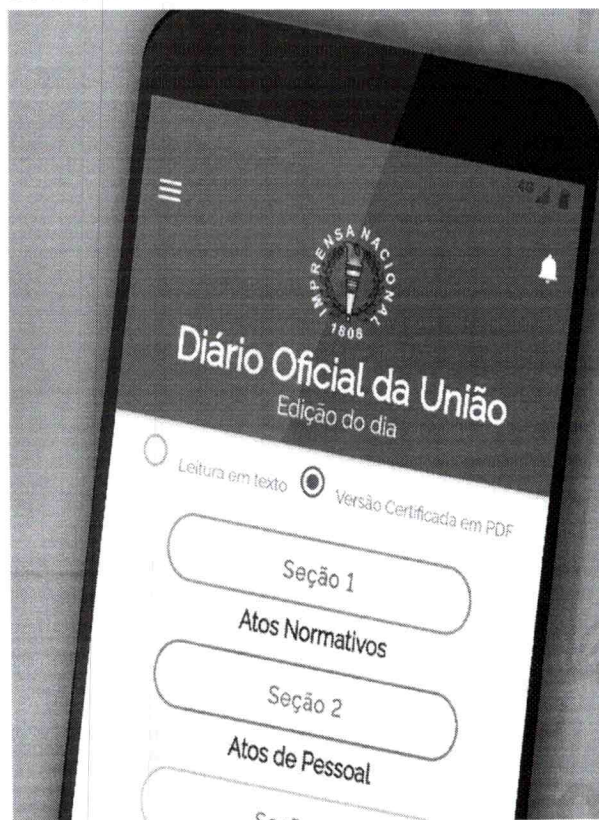 4G
IMPRENSA NACIONAL
1808
Diário Oficial da União
Edição do dia
Leitura em texto
Versão Certificada em PDF
Seção 1
Atos Normativos
Seção 2
Atos de Pessoal